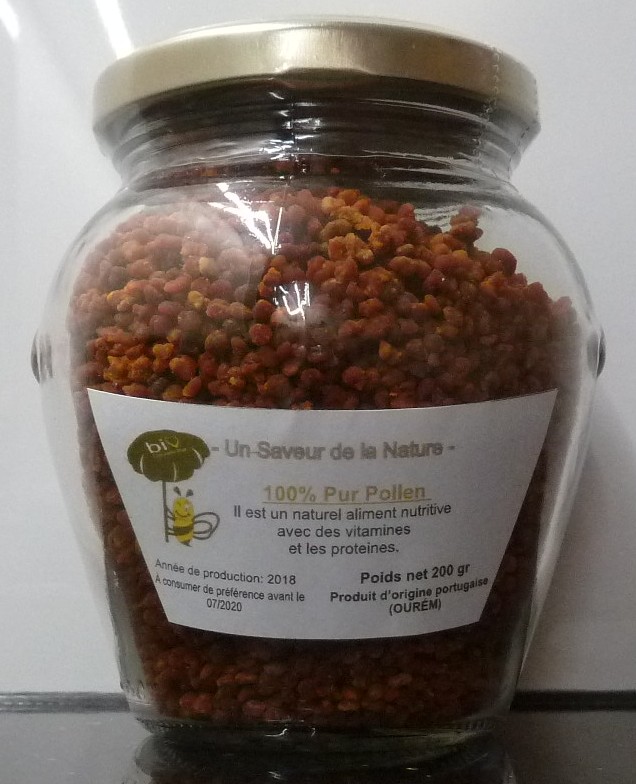 bio
- Un Saveur de la Nature -
100% Pur Pollen
Il est un naturel aliment nutritive
avec des vitamines
et les proteines.
Année de production: 2018
A consumer de préférence avant le
07/2020
Poids net 200 gr
Produit d'origine portugaise
(OURÉM)